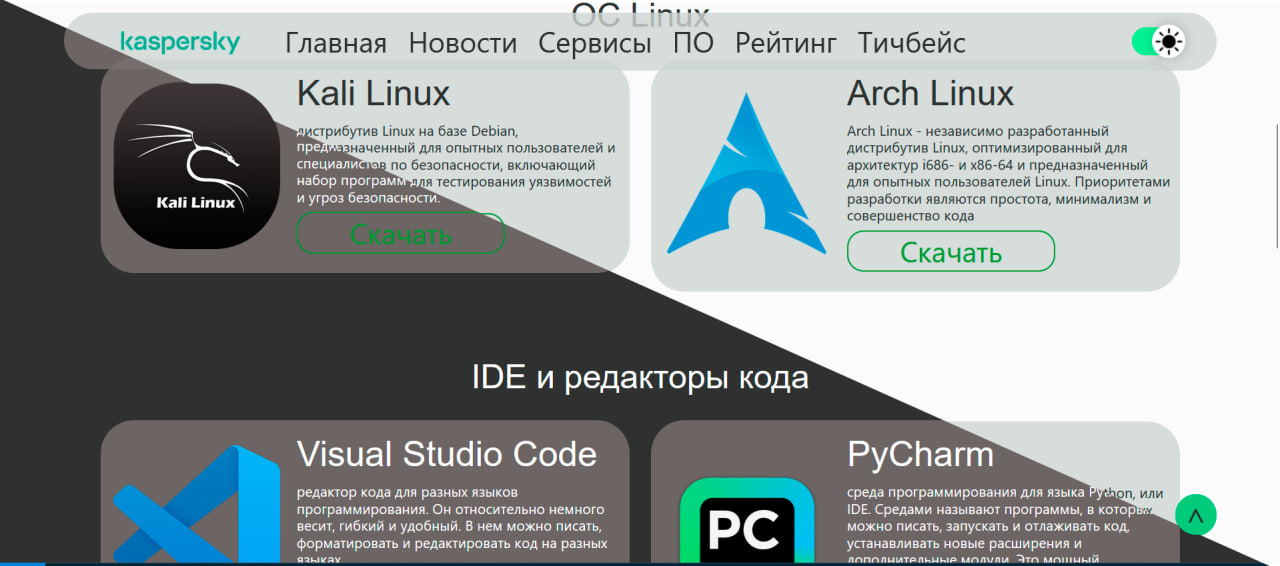 ОС Linux
kaspersky Главная Новости Сервисы ПО Рейтинг Тичбейс
Kali Linux
Kali Linux
дистрибутив Linux на базе Debian,
предназначенный для опытных пользователей и
специалистов по безопасности, включающий
набор программ для тестирования уязвимостей
и угроз безопасности.
Скачать
Arch Linux
Arch Linux - независимо разработанный
дистрибутив Linux, оптимизированный для
архитектур i686- и x86-64 и предназначенный
для опытных пользователей Linux. Приоритетами
разработки являются простота, минимализм и
совершенство кода
Скачать
IDE и редакторы кода
Visual Studio Code
редактор кода для разных языков
программирования. Он относительно немного
весит, гибкий и удобный. В нем можно писать,
форматировать и редактировать код на разных
языках
PC
PyCharm
среда программирования для языка Python, или
IDE. Средами называют программы, в которых
можно писать, запускать и отлаживать код,
устанавливать новые расширения и
дополнительные модули. Это мощный